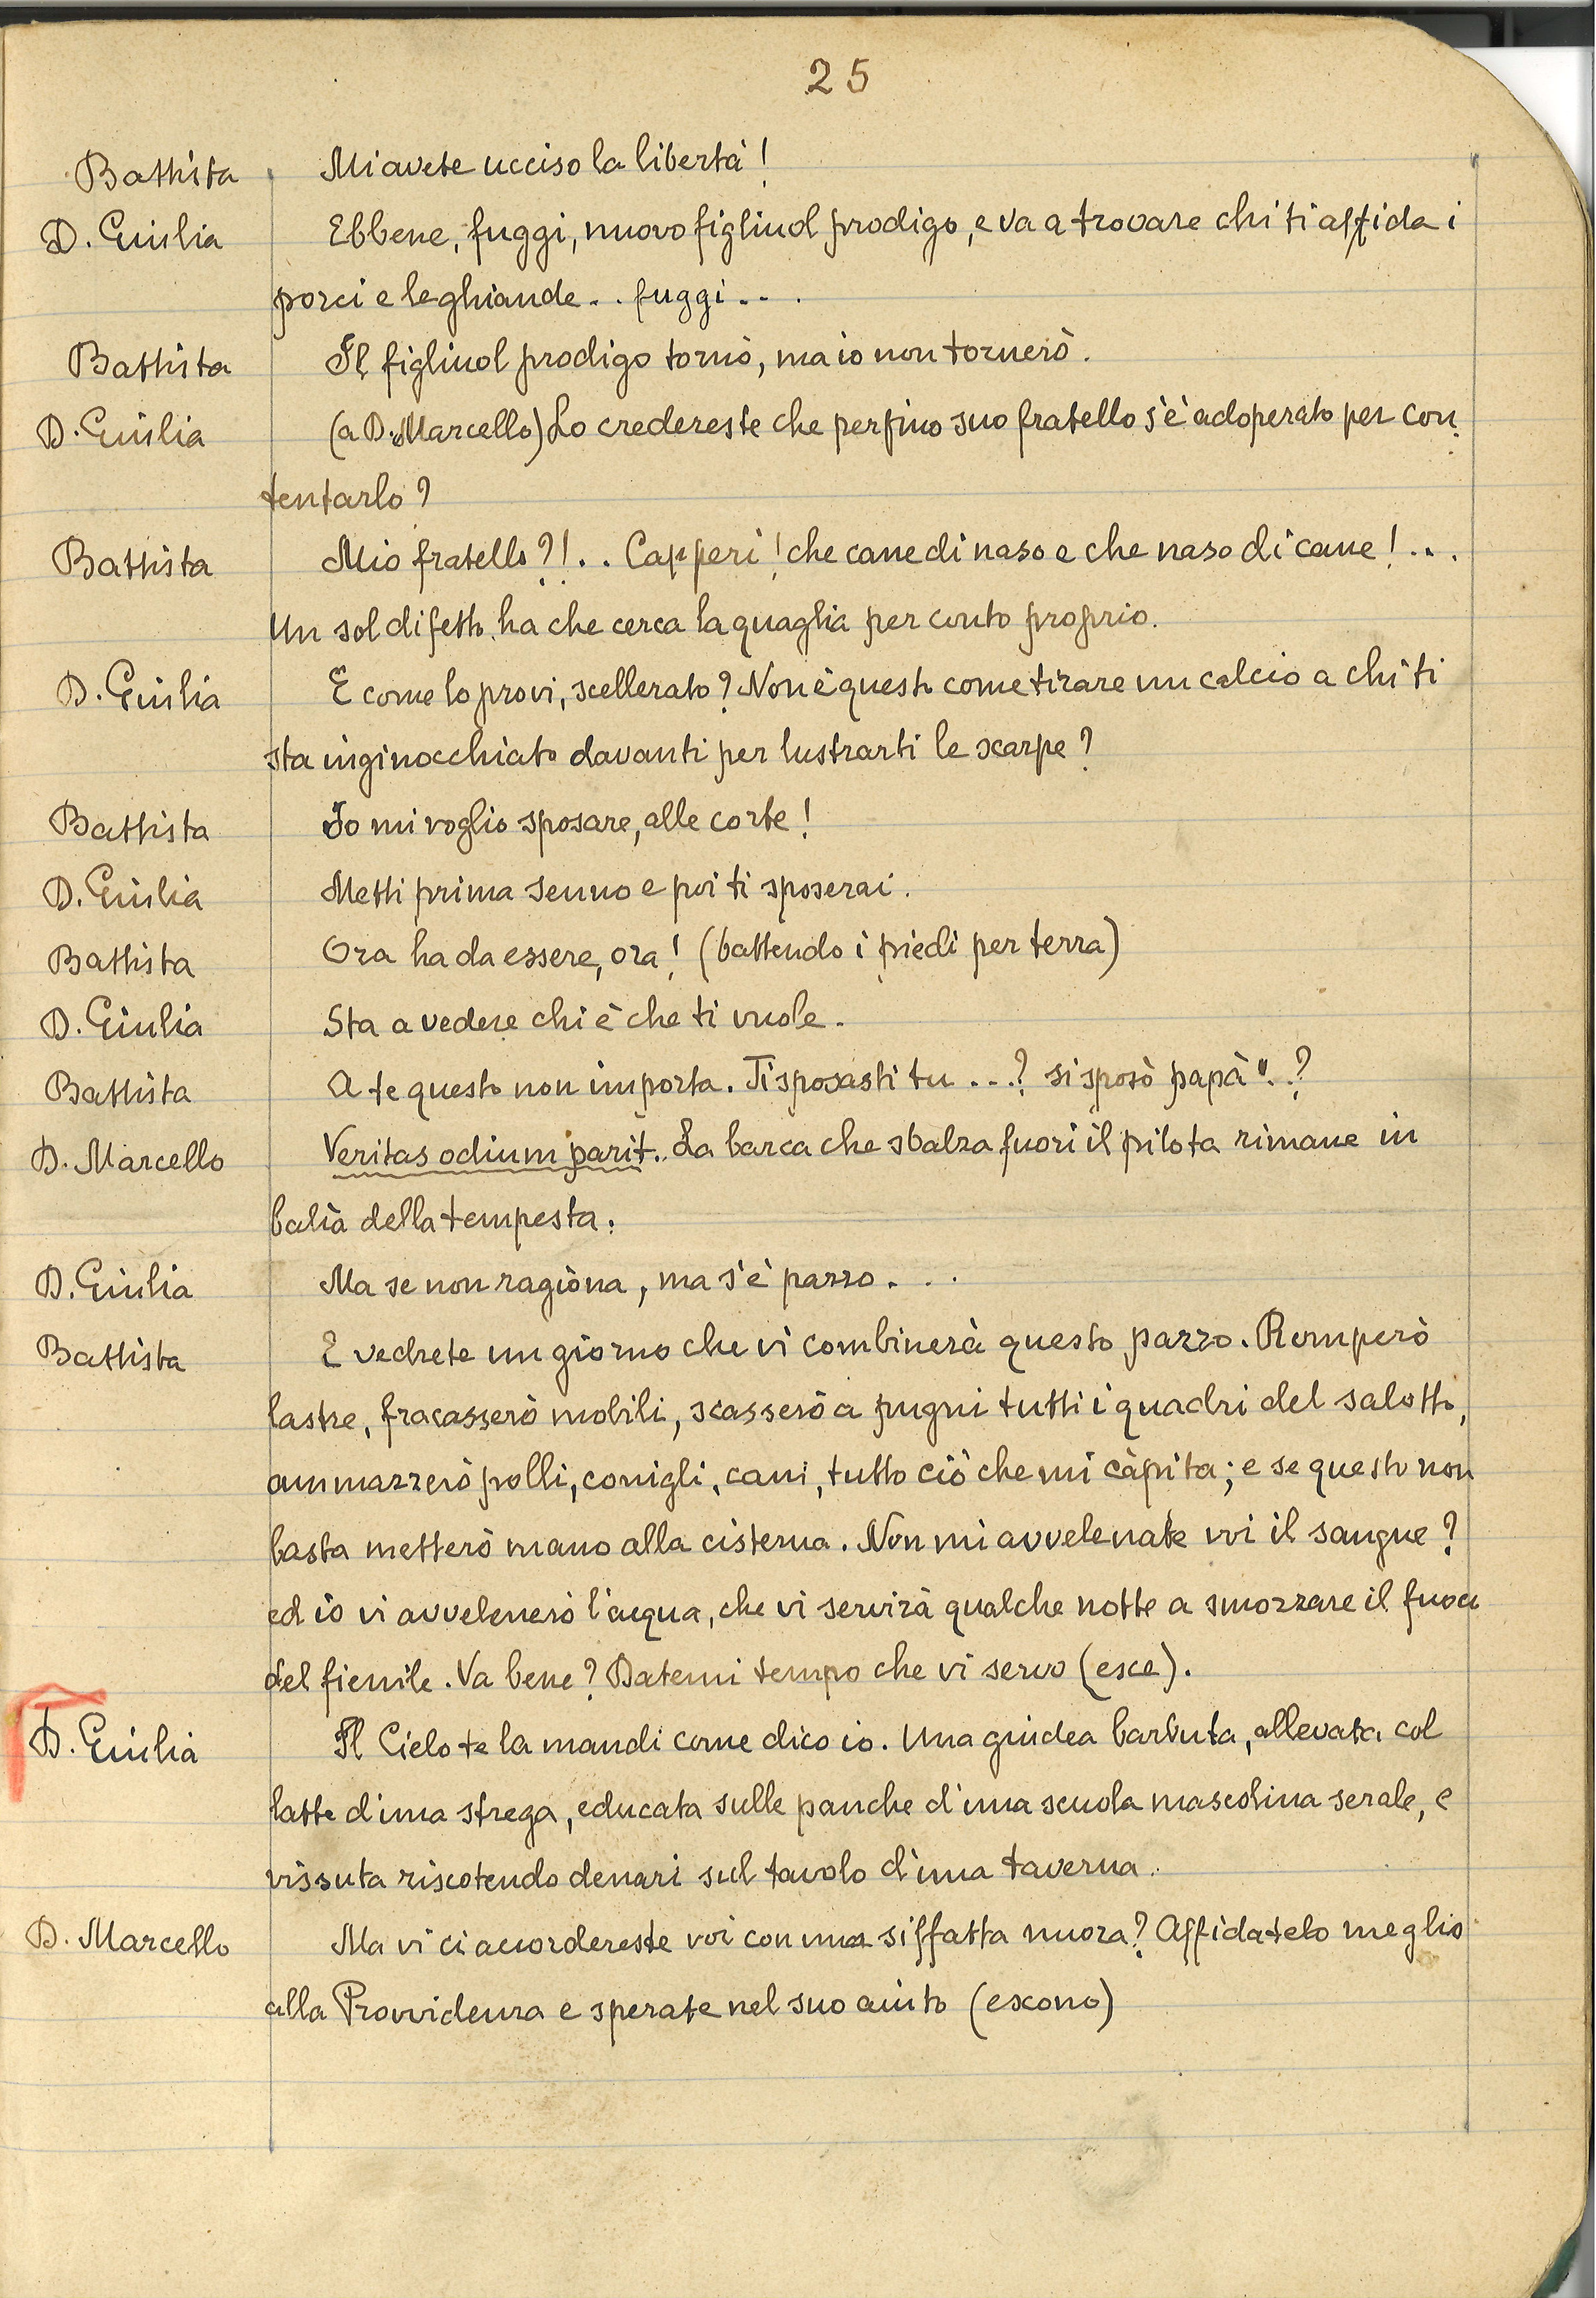 25
Battista Mi avete ucciso la libertà!
D. Giulia Ebbene, fuggi, nuovo figliuol prodigo, e va a trovare chi ti affida i
porci e le ghiande... fuggi...
Battista Il figliuol prodigo tornò, ma io non tornerò.
D. Giulia (a D. Marcello) Lo credereste che perfino suo fratello s'è adoperato per con-
tentarlo?
Battista Mio fratello?!.. Capperi! che cane di naso e che naso di cane!...
Un sol difetto ha che cerca la quaglia per conto proprio.
D. Giulia E come lo provi, scellerato? Non è questo come tirare un calcio a chi ti
sta inginocchiato davanti per lustrarti le scarpe?
Battista Io mi voglio sposare, alle corte!
D. Giulia Metti prima senno e poi ti sposerai.
Battista Ora ha da essere, ora! (battendo i piedi per terra)
D. Giulia Sta a vedere chi è che ti vuole.
Battista A te questo non importa. Ti sposasti tu...? si sposò papà...?
D. Marcello Veritas odium parit. La barca che sbalza fuori il pilota rimane in
balìa della tempesta.
D. Giulia Ma se non ragiona, ma s'è pazzo...
Battista E vedrete un giorno che vi combinerà questo pazzo. Romperò
lastre, fracasserò mobili, scasserò a pugni tutti i quadri del salotto,
ammazzerò polli, conigli, cani, tutto ciò che mi càpita; e se questo non
basta metterò mano alla cisterna. Non mi avvelenate voi il sangue?
ed io vi avvelenerò l'acqua, che vi servirà qualche notte a smorzare il fuoco
del fienile. Va bene? Datemi tempo che vi servo (esce).
D. Giulia Il Cielo te la mandi come dico io. Una giudea barbuta, allevata col
latte d'una strega, educata sulle panche d'una scuola mascolina serale, e
vissuta riscotendo denari sul tavolo d'una taverna.
D. Marcello Ma vi ci accordereste voi con una siffatta nuora? Affidatelo meglio
alla Provvidenza e sperate nel suo aiuto (escono)